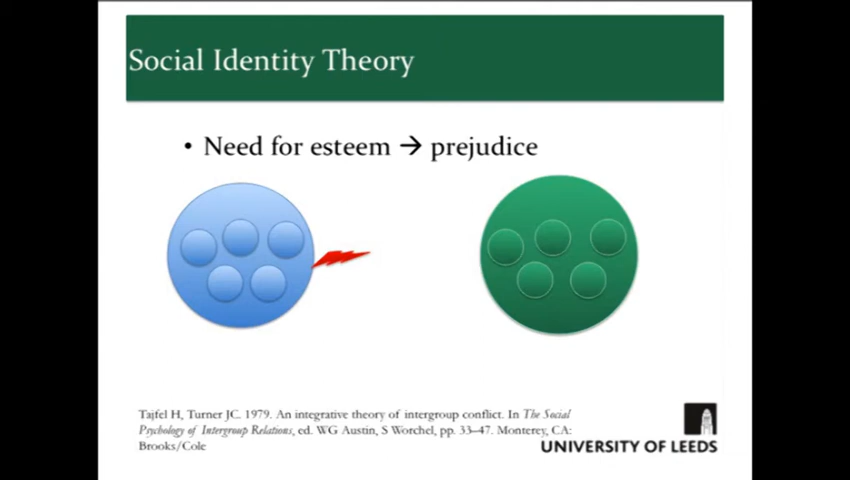 Social Identity Theory
• Need for esteem → prejudice
Tajfel H, Turner JC. 1979. An integrative theory of intergroup conflict. In The Social
Psychology of Intergroup Relations, ed. WG Austin, S Worchel, pp. 33–47. Monterey, CA:
Brooks/Cole
UNIVERSITY OF LEEDS